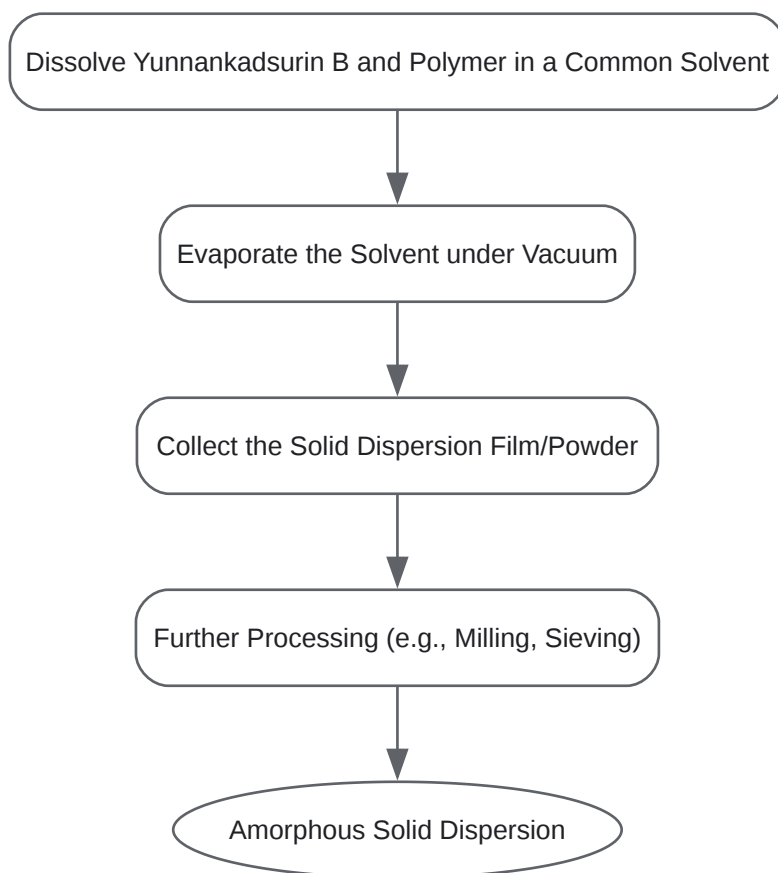 Dissolve Yunnankadsurin B and Polymer in a Common Solvent
Evaporate the Solvent under Vacuum
Collect the Solid Dispersion Film/Powder
Further Processing (e.g., Milling, Sieving)
Amorphous Solid Dispersion